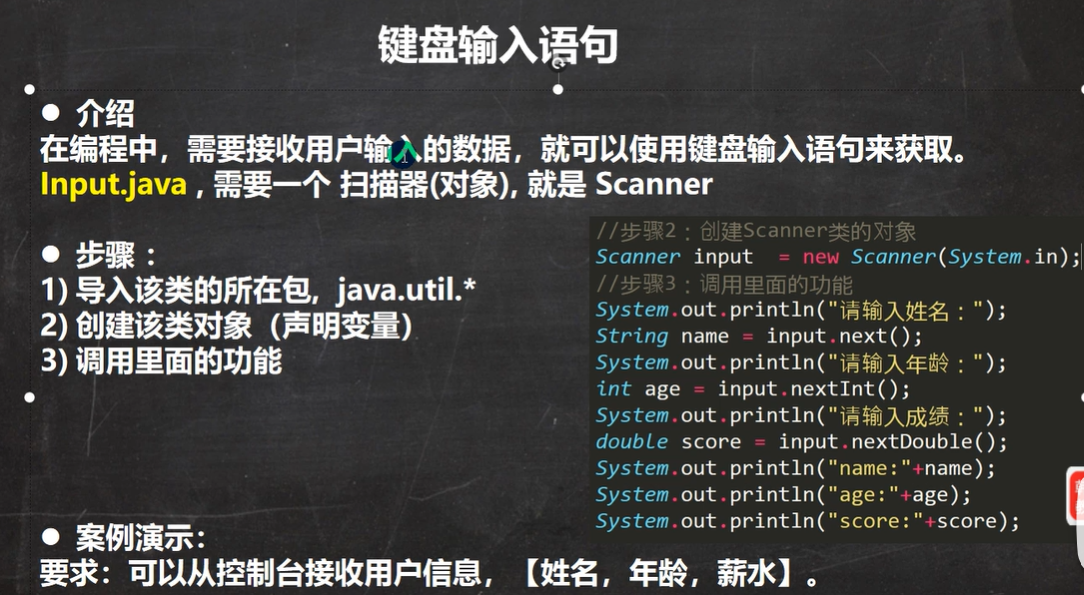 键盘输入语句
● 介绍
在编程中，需要接收用户输入的数据，就可以使用键盘输入语句来获取。
Input.java , 需要一个 扫描器(对象), 就是 Scanner
● 步骤 ：
1) 导入该类的所在包, java.util.*
2) 创建该类对象（声明变量）
3) 调用里面的功能
//步骤2：创建Scanner类的对象
Scanner input  = new Scanner(System.in);
//步骤3：调用里面的功能
System.out.println("请输入姓名：");
String name = input.next();
System.out.println("请输入年龄：");
int age = input.nextInt();
System.out.println("请输入成绩：");
double score = input.nextDouble();
System.out.println("name:"+name);
System.out.println("age:"+age);
System.out.println("score:"+score);
● 案例演示：
要求：可以从控制台接收用户信息，【姓名，年龄，薪水】。